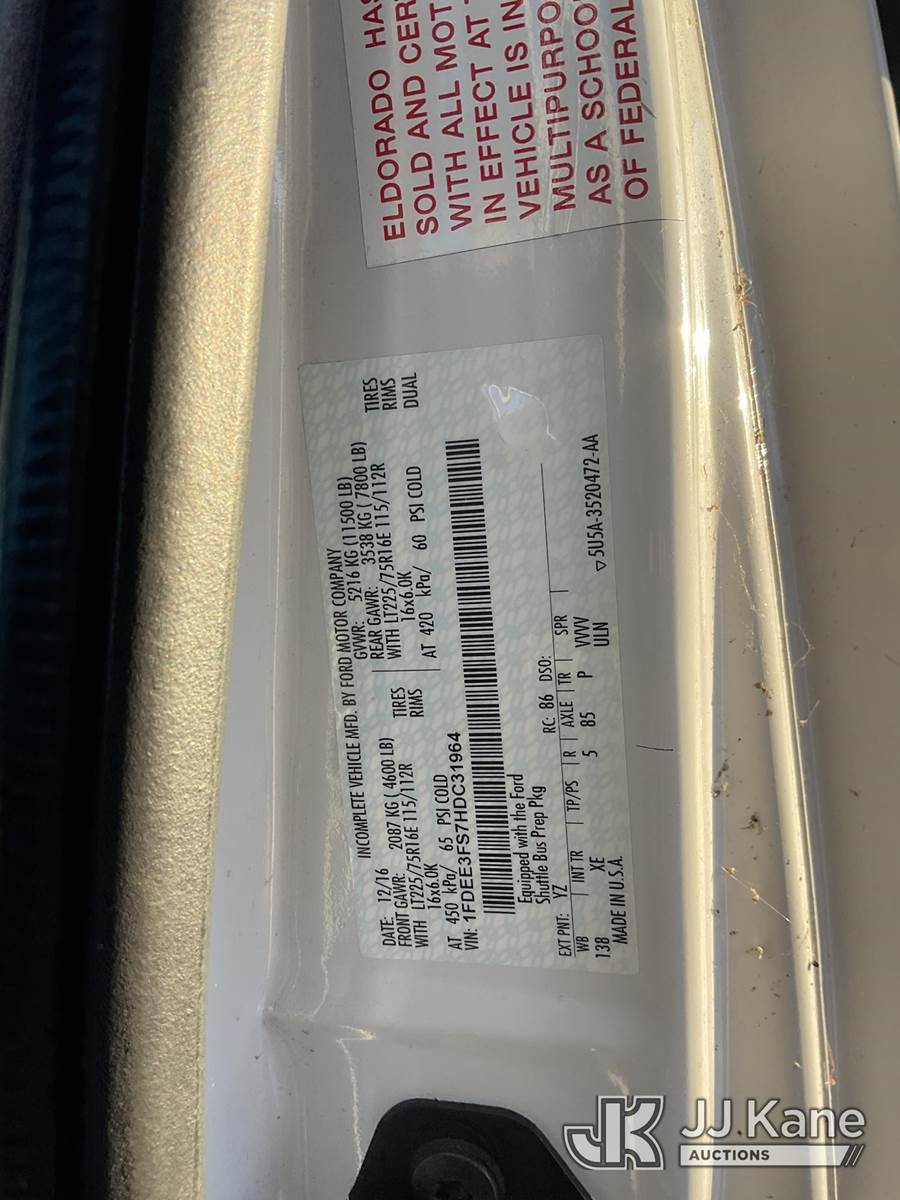 ELDORADO HAS
SOLD AND CER
WITH ALL MOT
IN EFFECT AT
VEHICLE IS IN
MULTIPURPO
AS A SCHOO
OF FEDERAL
INCOMPLETE VEHICLE MFD. BY FORD MOTOR COMPANY
DATE: 12/16 GVWR: 5216 KG (11500 LB)
FRONT GAWR: 2087 KG ( 4600 LB) REAR GAWR: 3538 KG ( 7800 LB)
WITH LT225/75R16E 115/112R TIRES WITH LT225/75R16E 115/112R TIRES
16x6.0K RIMS 16x6.0K RIMS
AT 450 kPa/ 65 PSI COLD AT 420 kPa/ 60 PSI COLD DUAL
VIN: 1FDEE3FS7HDC31964
Equipped with the Ford
Shuttle Bus Prep Pkg
EXT PNT: YZ RC: 86 DSO:
WB | INT TR | TP/PS | R | AXLE | TR | SPR
138 XE 5 85 P VVV
MADE IN U.S.A. ULN
▽5U5A-3520472-AA
JK JJ.Kane
AUCTIONS